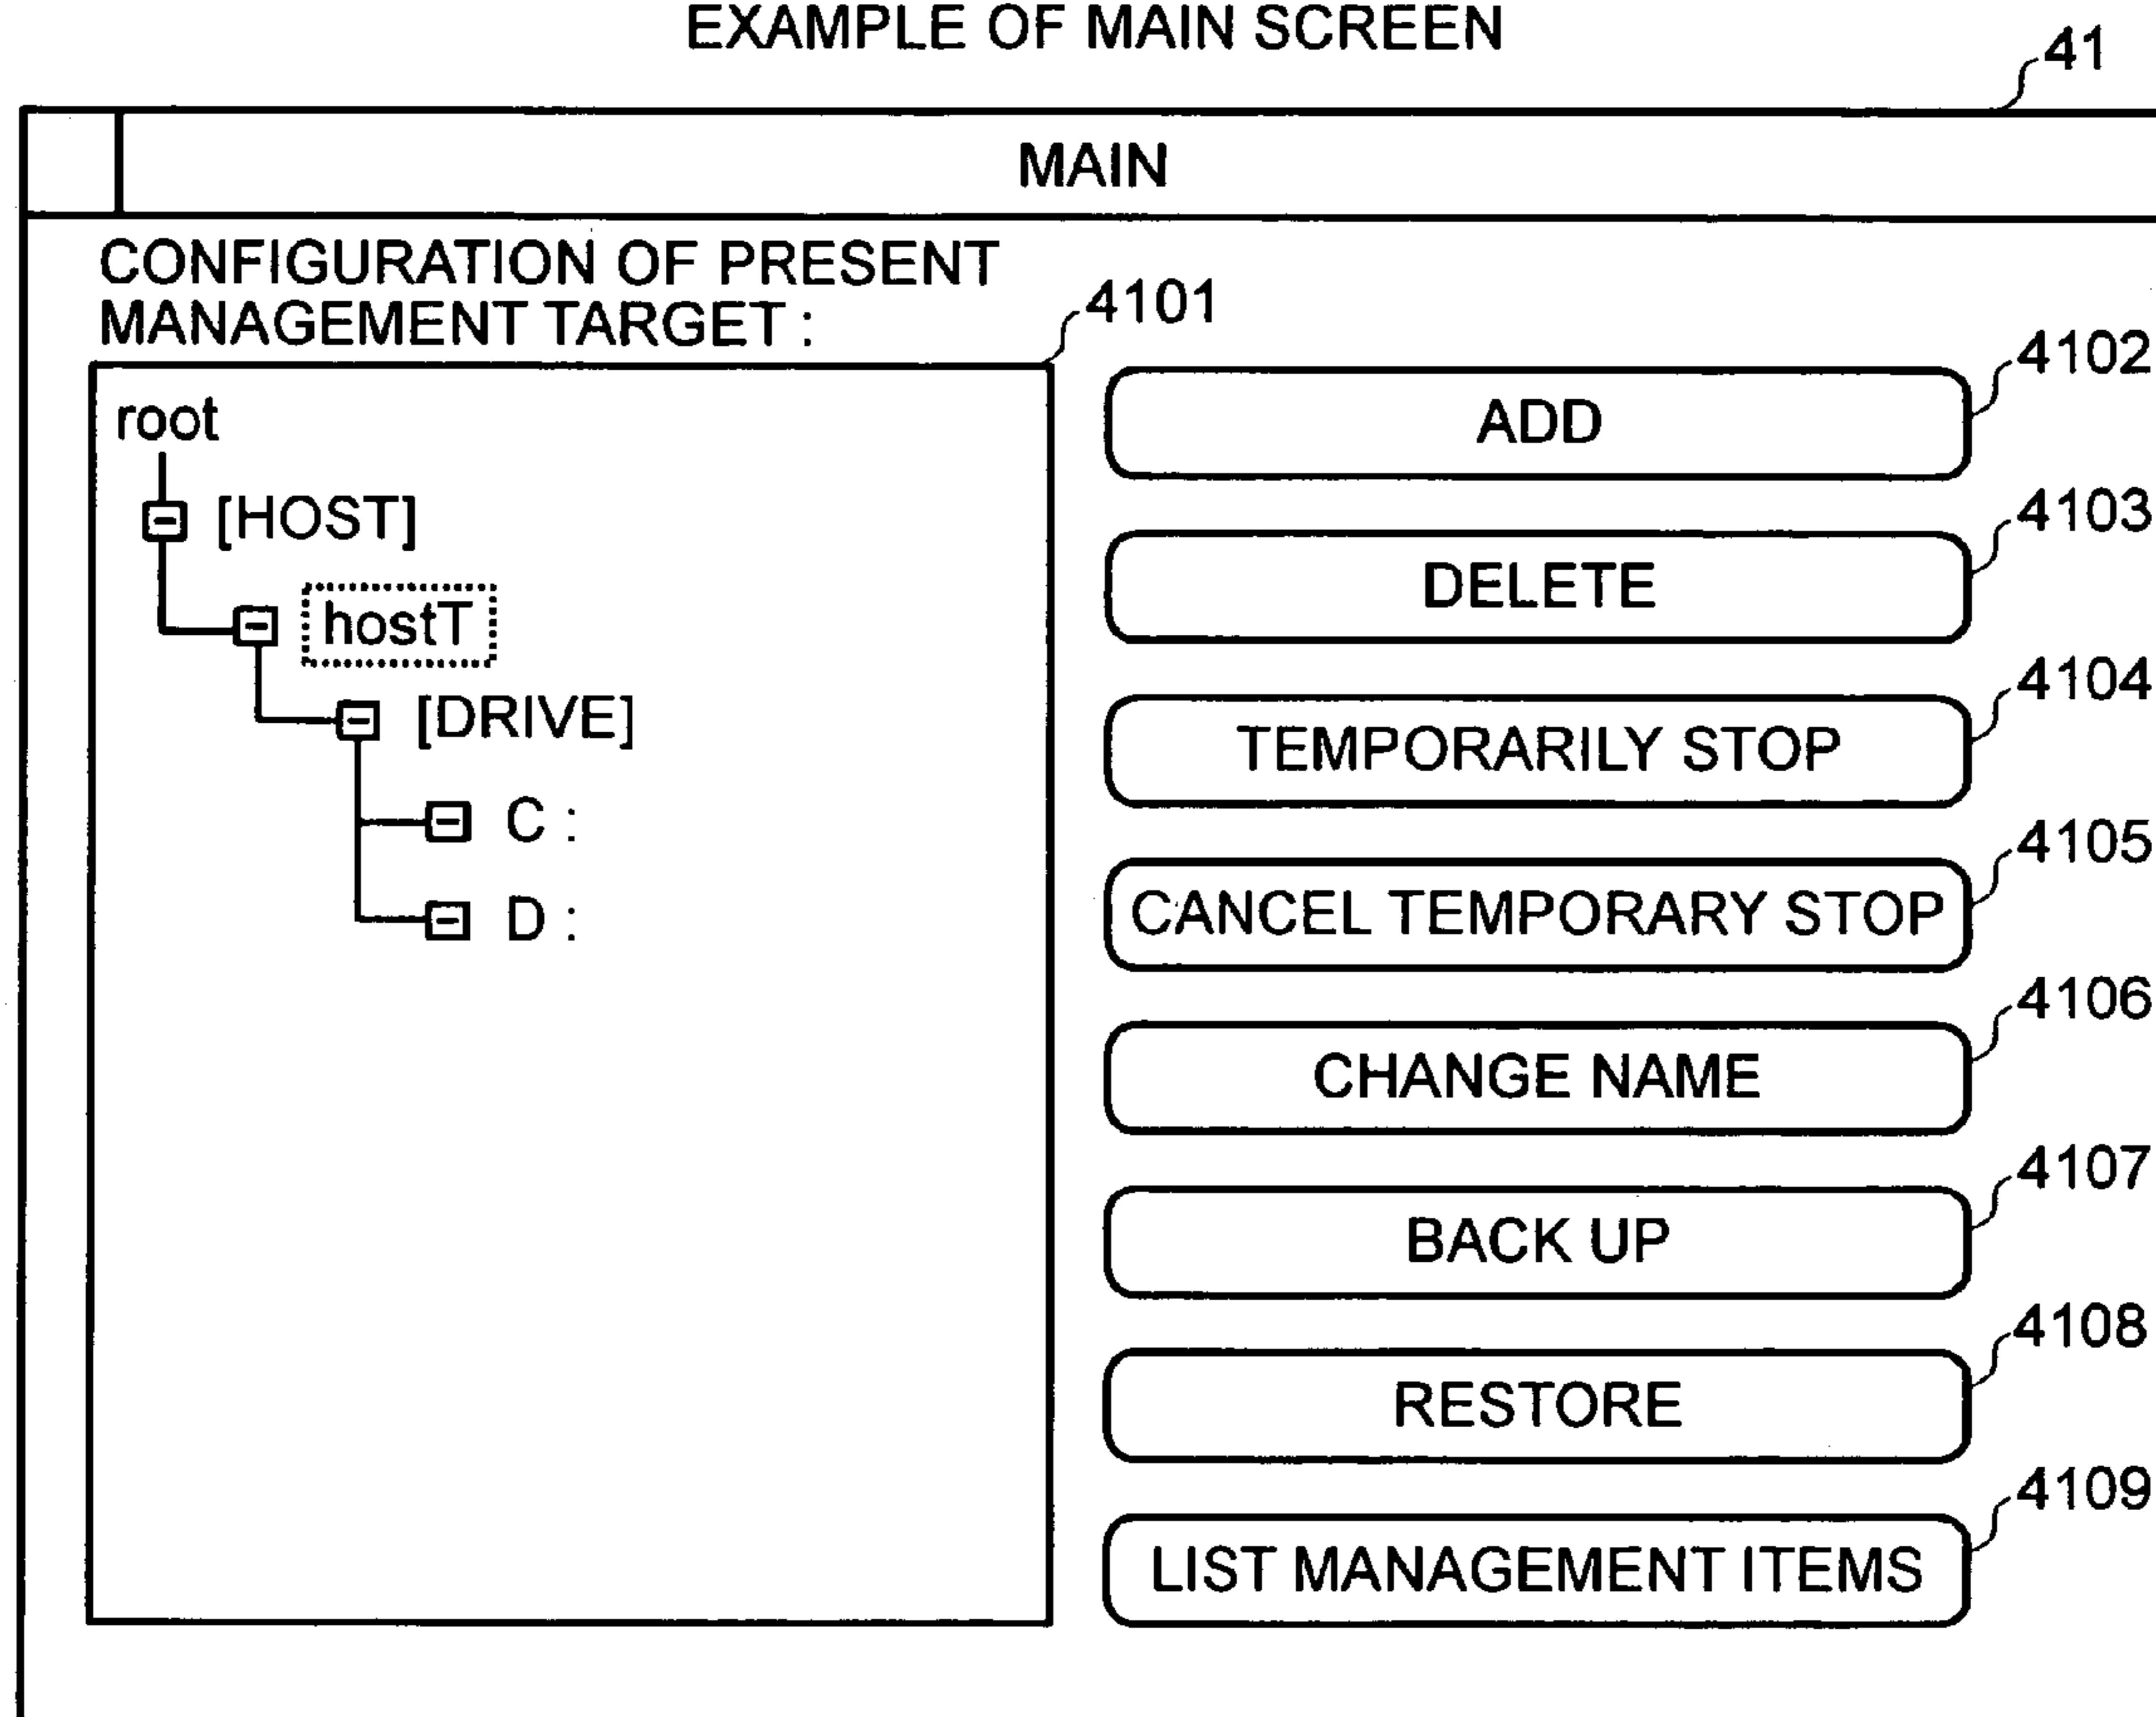 EXAMPLE OF MAIN SCREEN
41
MAIN
CONFIGURATION OF PRESENT
MANAGEMENT TARGET :
4101
root
[HOST]
hostT
[DRIVE]
C :
D :
4102
ADD
4103
DELETE
4104
TEMPORARILY STOP
4105
CANCEL TEMPORARY STOP
4106
CHANGE NAME
4107
BACK UP
4108
RESTORE
4109
LIST MANAGEMENT ITEMS